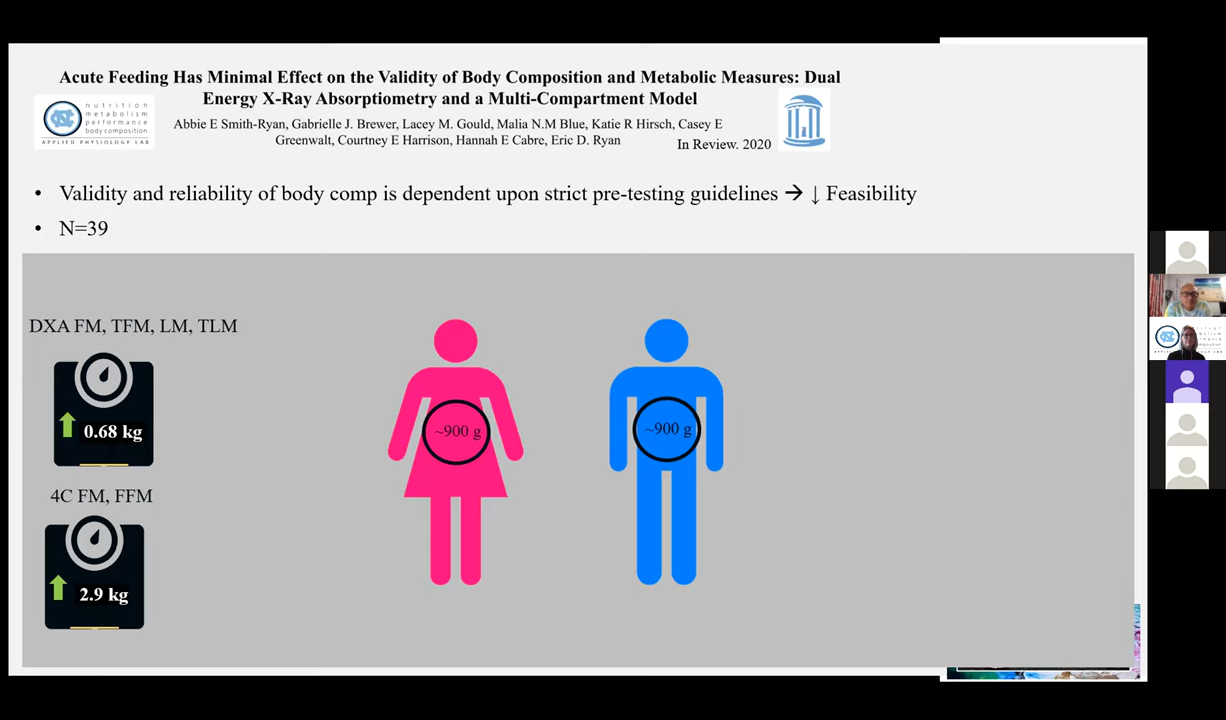 Acute Feeding Has Minimal Effect on the Validity of Body Composition and Metabolic Measures: Dual
Energy X-Ray Absorptiometry and a Multi-Compartment Model
nutrition
metabolism
performance
body composition
APPLIED PHYSIOLOGY LAB
Abbie E Smith-Ryan, Gabrielle J. Brewer, Lacey M. Gould, Malia N.M Blue, Katie R Hirsch, Casey E
Greenwalt, Courtney E Harrison, Hannah E Cabre, Eric D. Ryan
In Review. 2020
• Validity and reliability of body comp is dependent upon strict pre-testing guidelines → ↓ Feasibility
• N=39
DXA FM, TFM, LM, TLM
0.68 kg
~900 g
~900 g
4C FM, FFM
2.9 kg